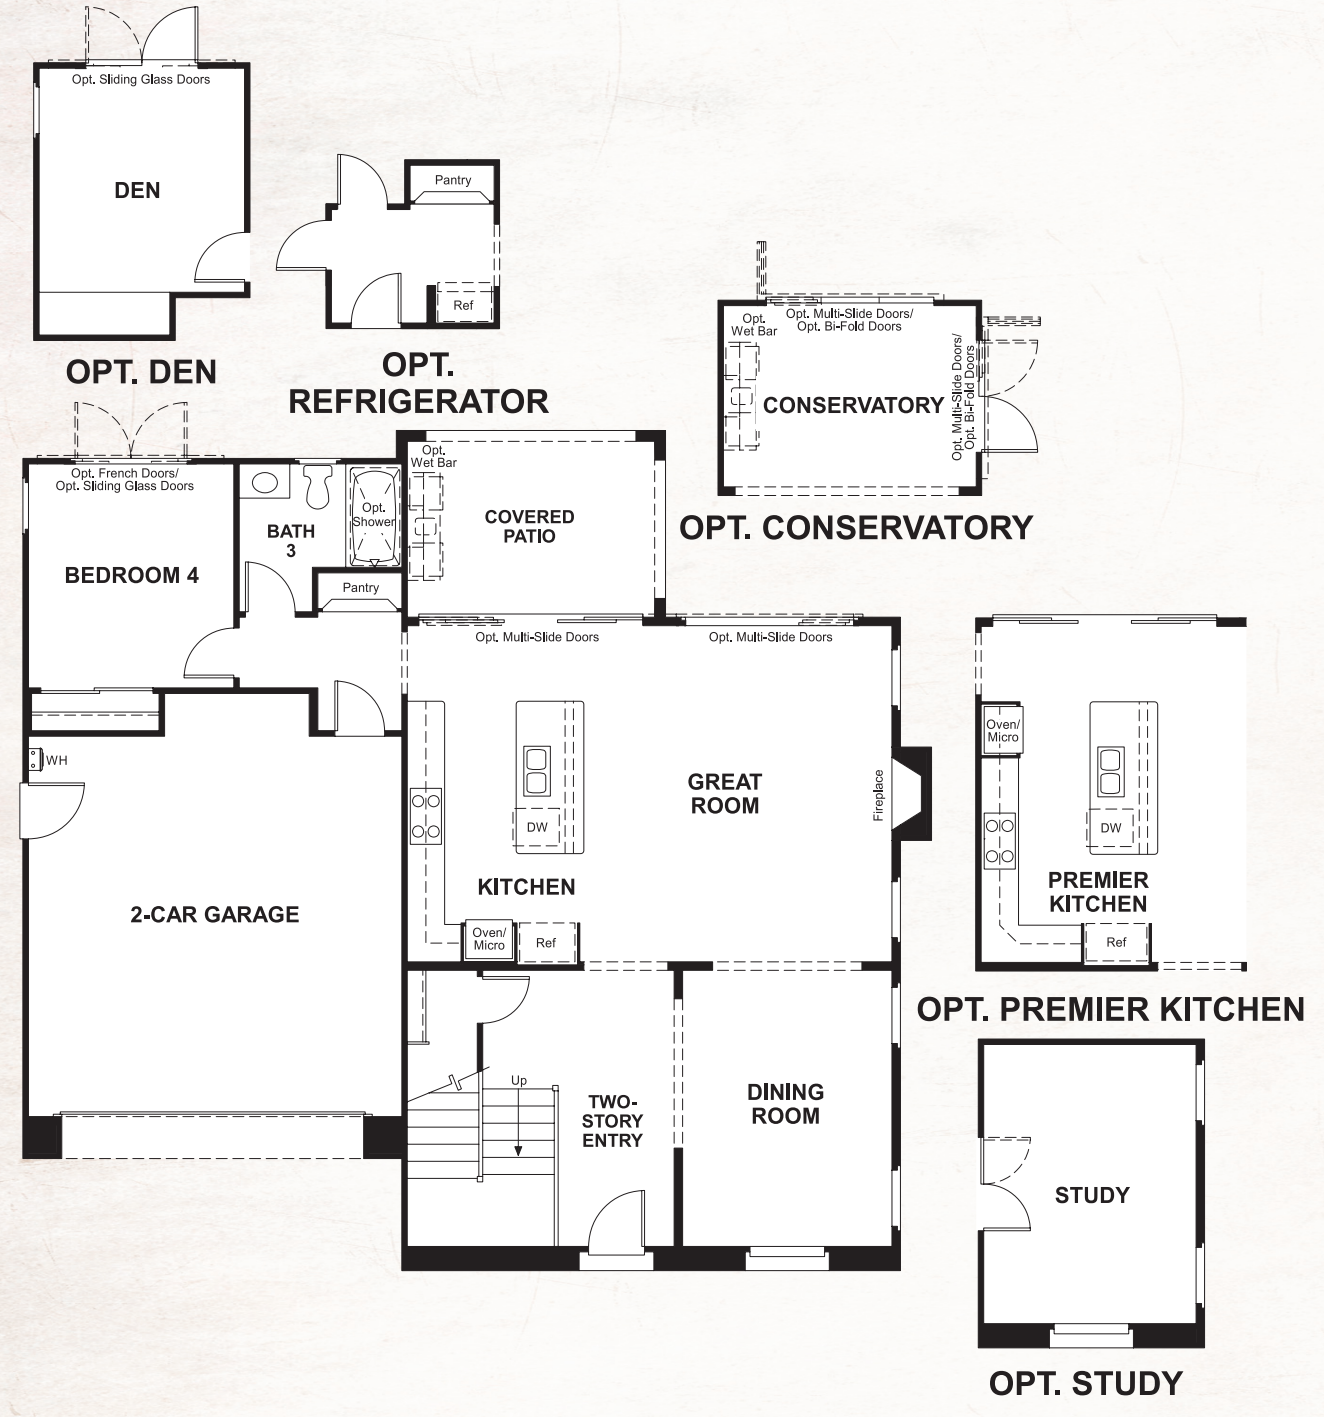 Opt. Sliding Glass Doors
DEN
OPT. DEN
Pantry
Ref
OPT.
REFRIGERATOR
Opt.
Wet Bar
Opt. Multi-Slide Doors/
Opt. Bi-Fold Doors
Opt. Multi-Slide Doors/
Opt. Bi-Fold Doors
CONSERVATORY
OPT. CONSERVATORY
Opt. French Doors/
Opt. Sliding Glass Doors
BEDROOM 4
BATH
3
Opt.
Shower
Pantry
Opt.
Wet Bar
COVERED
PATIO
Opt. Multi-Slide Doors
Opt. Multi-Slide Doors
WH
2-CAR GARAGE
DW
KITCHEN
Oven/
Micro
Ref
GREAT
ROOM
Fireplace
Up
TWO-
STORY
ENTRY
DINING
ROOM
Oven/
Micro
DW
PREMIER
KITCHEN
Ref
OPT. PREMIER KITCHEN
STUDY
OPT. STUDY